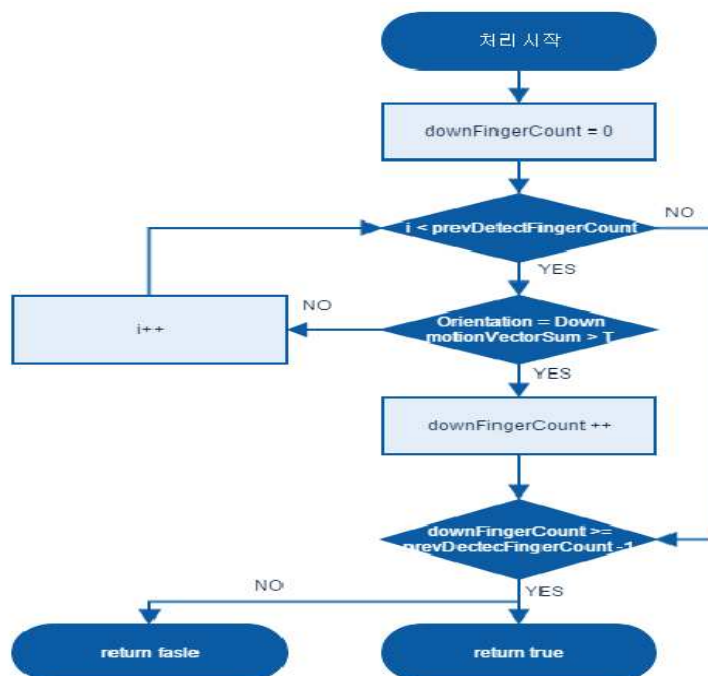 처리 시작
downFingerCount = 0
i < prevDetectFingerCount
NO
YES
i++
NO
Orientation = Down
motionVectorSum > T
YES
downFingerCount ++
downFingerCount >=
prevDectecFingerCount -1
NO
YES
return fasle
return true